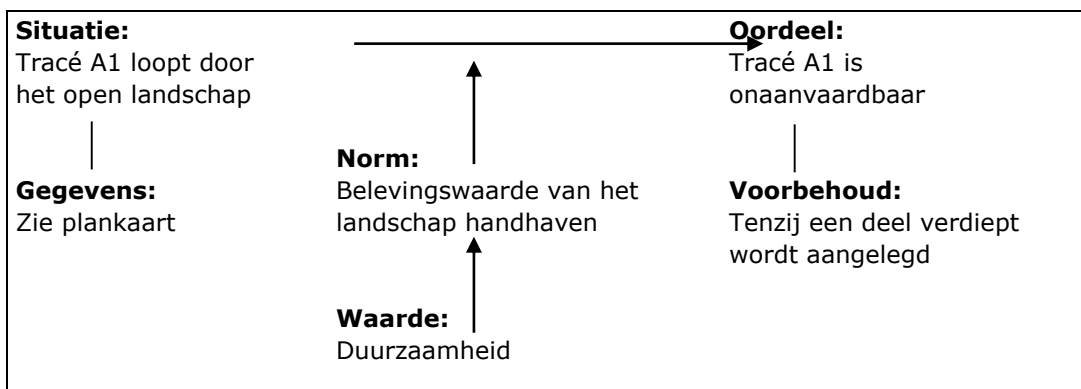 Situatie:
Tracé A1 loopt door
het open landschap
Oordeel:
Tracé A1 is
onaanvaardbaar
Gegevens:
Zie plankaart
Norm:
Belevingswaarde van het
landschap handhaven
Voorbehoud:
Tenzij een deel verdiept
wordt aangelegd
Waarde:
Duurzaamheid